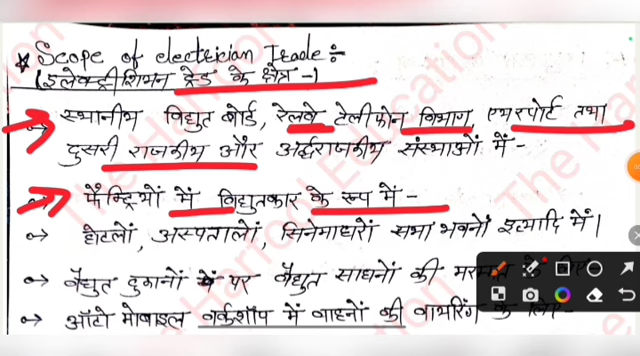 * Scope of electrician Trade :-
(इलेक्ट्रीशियन ट्रेड के क्षेत्र -)
→ स्थानीय विद्युत बोर्ड, रेलवे टेलीफोन विभाग, एयरपोर्ट तथा
दुसरी राजकीय और अर्द्धराजकीय संस्थाओं में -
→ फैक्ट्रियों में विद्युतकार के रूप में -
→ होटलों, अस्पतालों, सिनेमाघरों सभा भवनों इत्यादि में।
→ वैद्युत दुकानों पर वैद्युत साधनों की मरम्मत के लिए
→ ऑटो मोबाइल वर्कशॉप में वाहनों की वायरिंग के लिए -